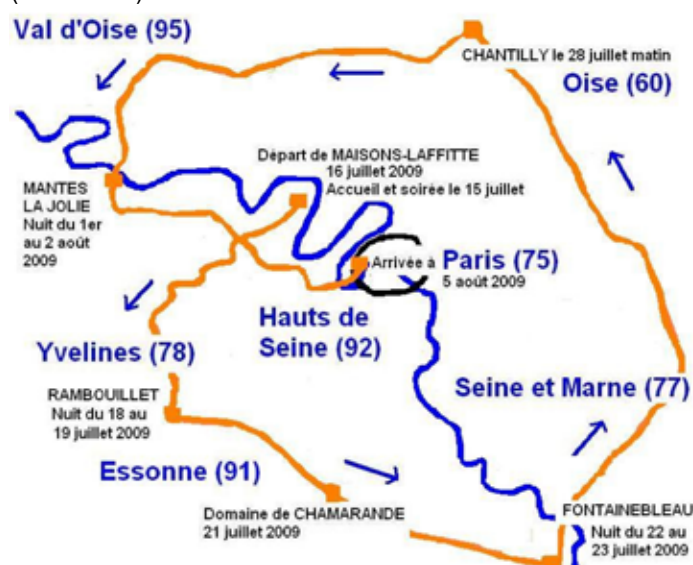 Val d'Oise (95)
CHANTILLY le 28 juillet matin
Oise (60)
Départ de MAISONS-LAFFITTE
16 juillet 2009
Accueil et soirée le 15 juillet
MANTES
LA JOLIE
Nuit du 1er
au 2 août
2009
Arrivée à
Paris (75)
5 août 2009
Hauts de
Seine (92)
Yvelines (78)
Seine et Marne (77)
RAMBOUILLET
Nuit du 18 au
19 juillet 2009
Essonne (91)
Domaine de CHAMARANDE
21 juillet 2009
FONTAINEBLEAU
Nuit du 22 au
23 juillet 2009